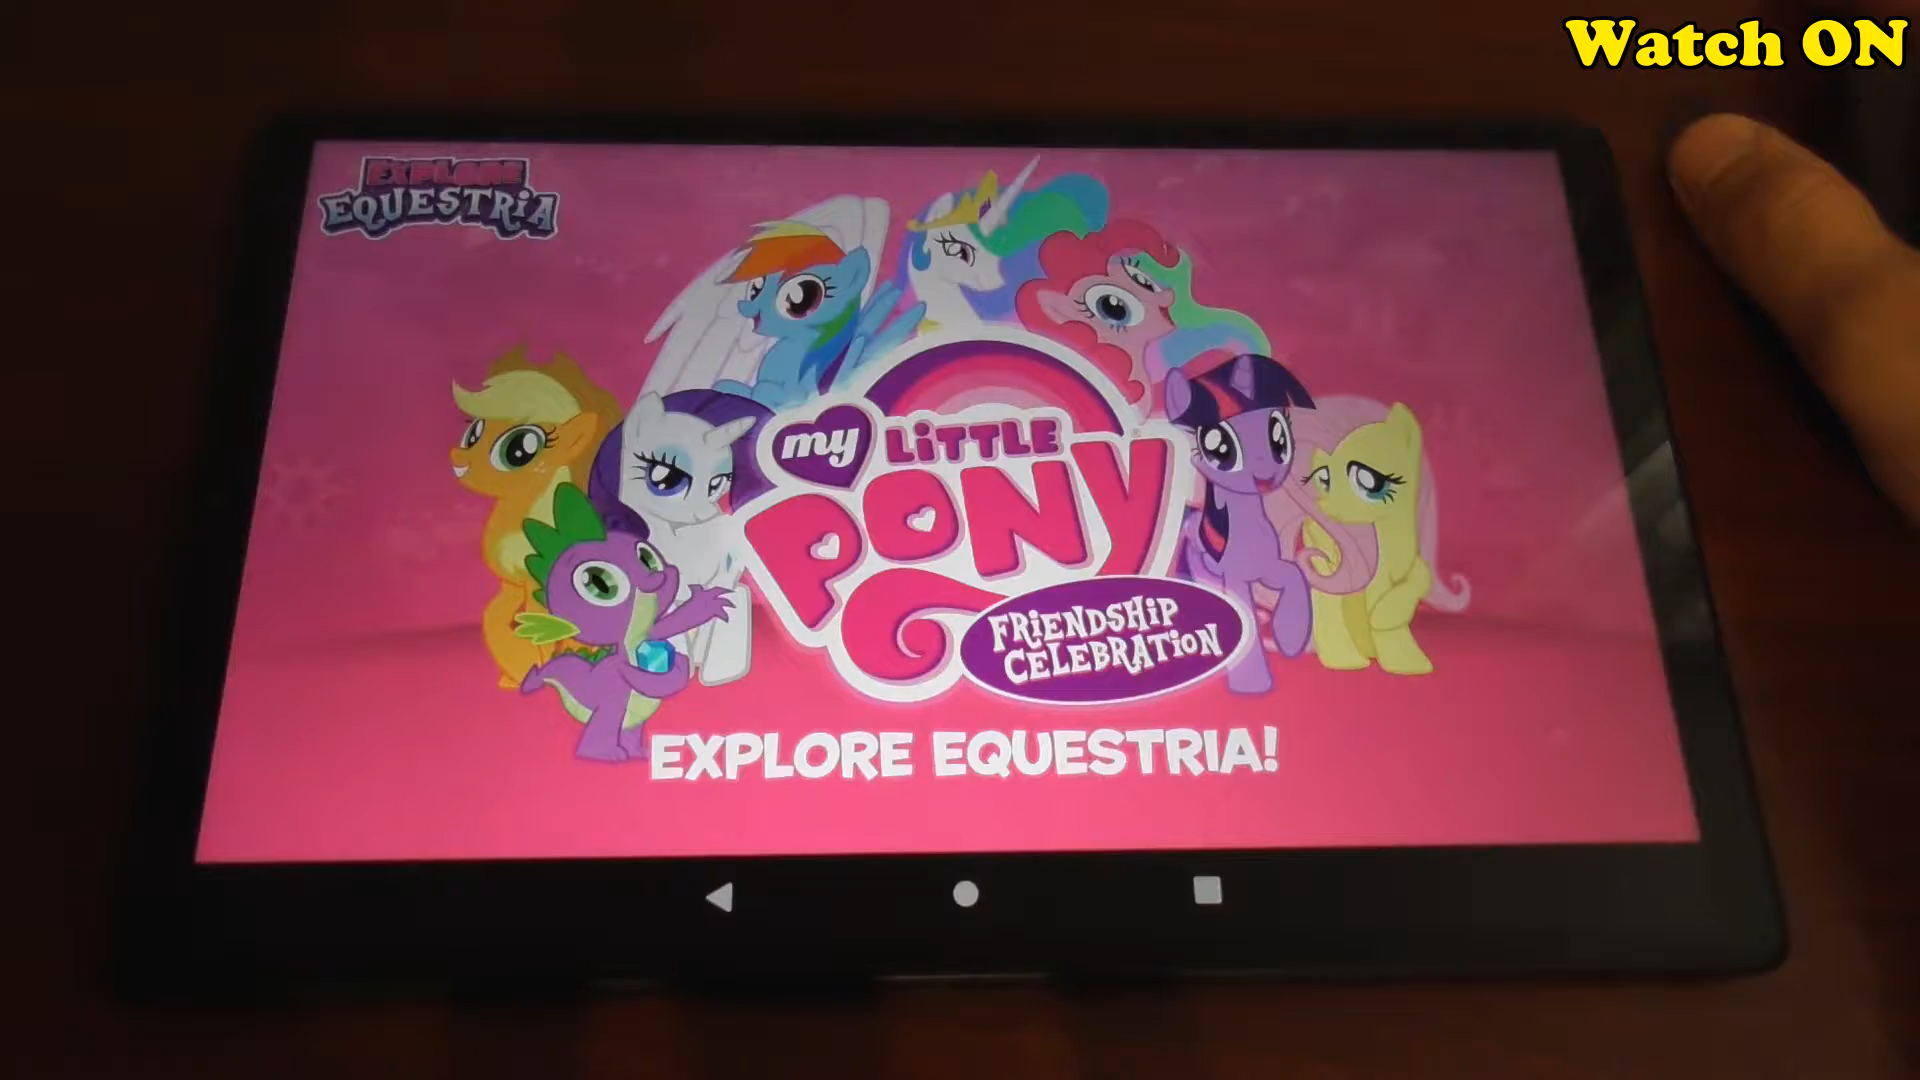 Watch ON
EXPLORE
EQUESTRiA
my LiTTLE
PONY
FRiENDSHiP
CELEBRATiON
EXPLORE EQUESTRIA!